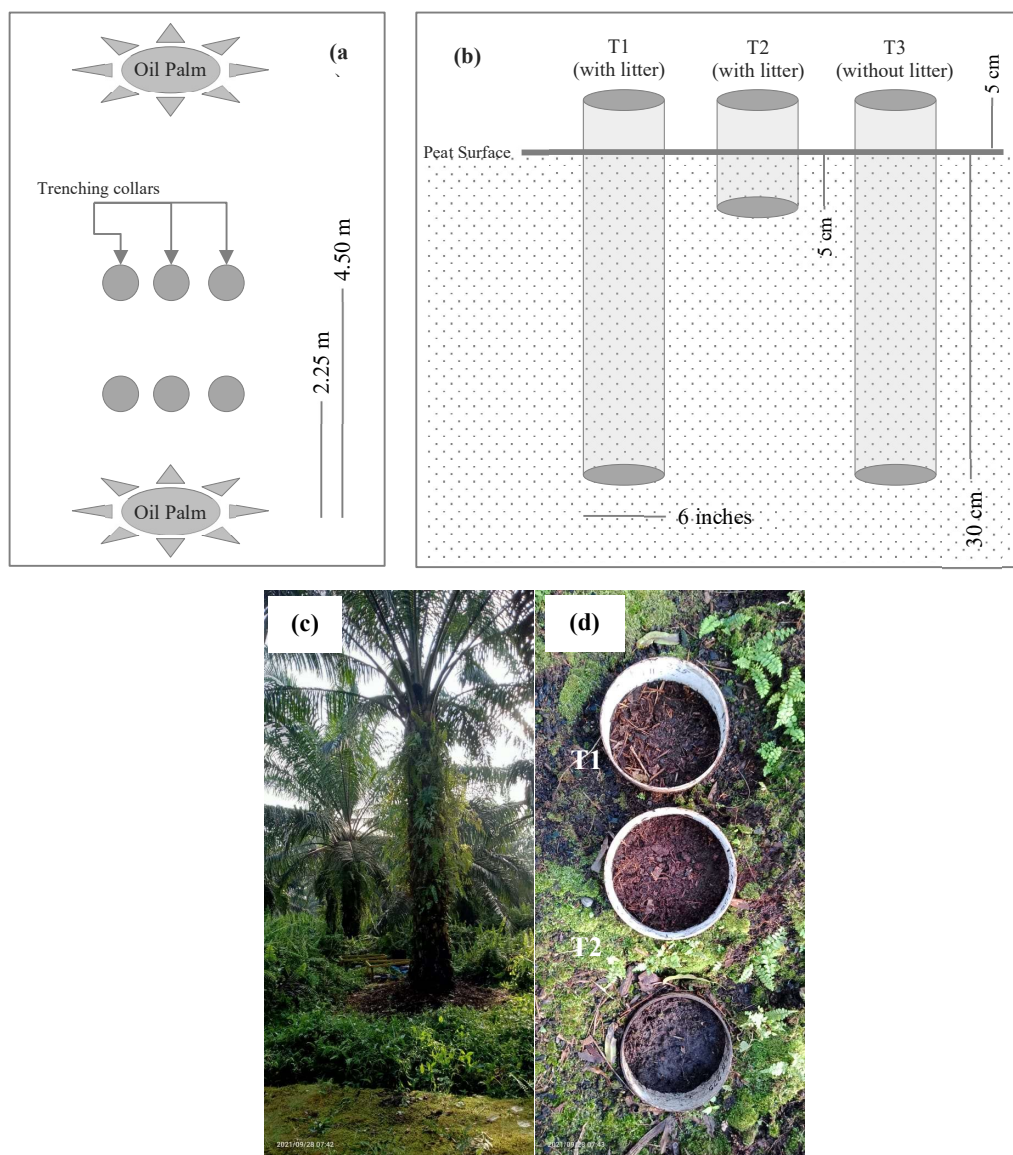 Oil Palm
(a
Trenching collars
4.50 m
2.25 m
Oil Palm
(b)
T1
(with litter)
T2
(with litter)
T3
(without litter)
5 cm
Peat Surface
5 cm
6 inches
30 cm
(c)
2021/09/28 07:42
(d)
T1
T2
2021/09/28 07:43